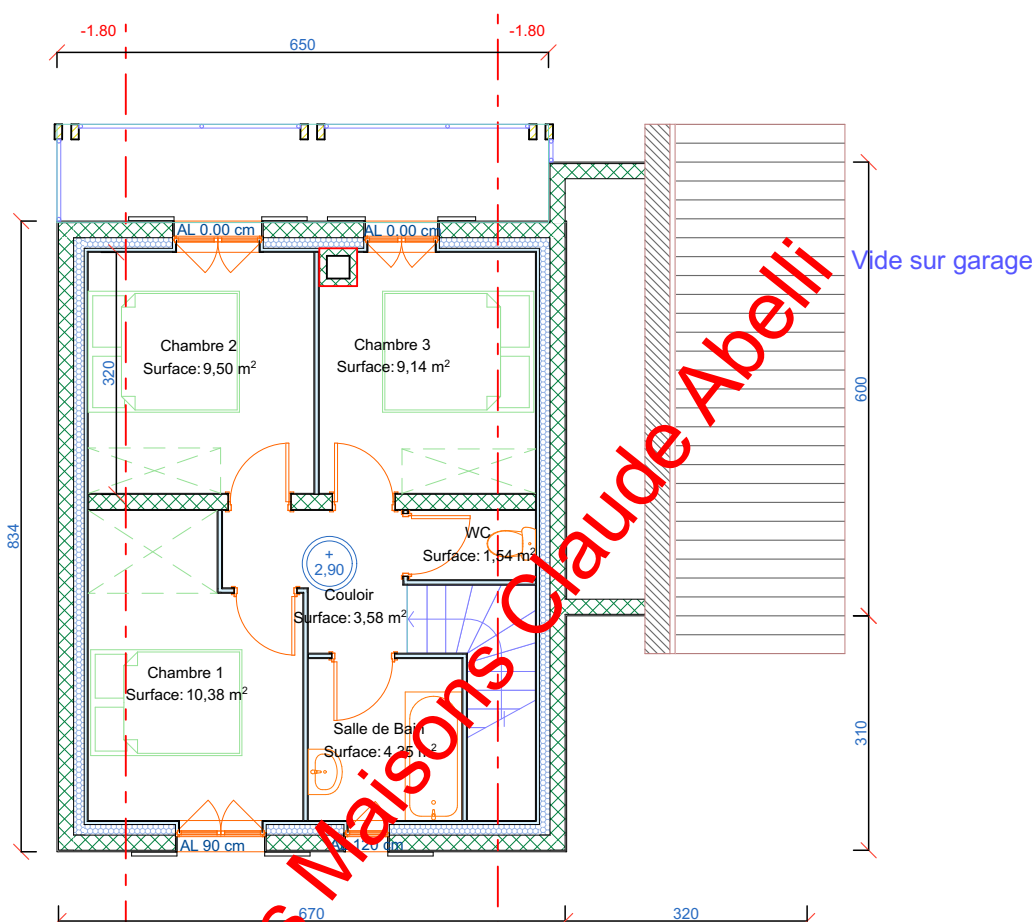 -1.80
-1.80
650
AL 0.00 cm
AL 0.00 cm
Vide sur garage
Chambre 2
Surface: 9,50 m²
Chambre 3
Surface: 9,14 m²
320
600
834
WC
Surface: 1,54 m²
+
2,90
Couloir
Surface: 3,58 m²
Chambre 1
Surface: 10,38 m²
Salle de Bain
Surface: 4,35 m²
310
AL 90 cm
AL 120 cm
670
320
Maisons Claude Abelli